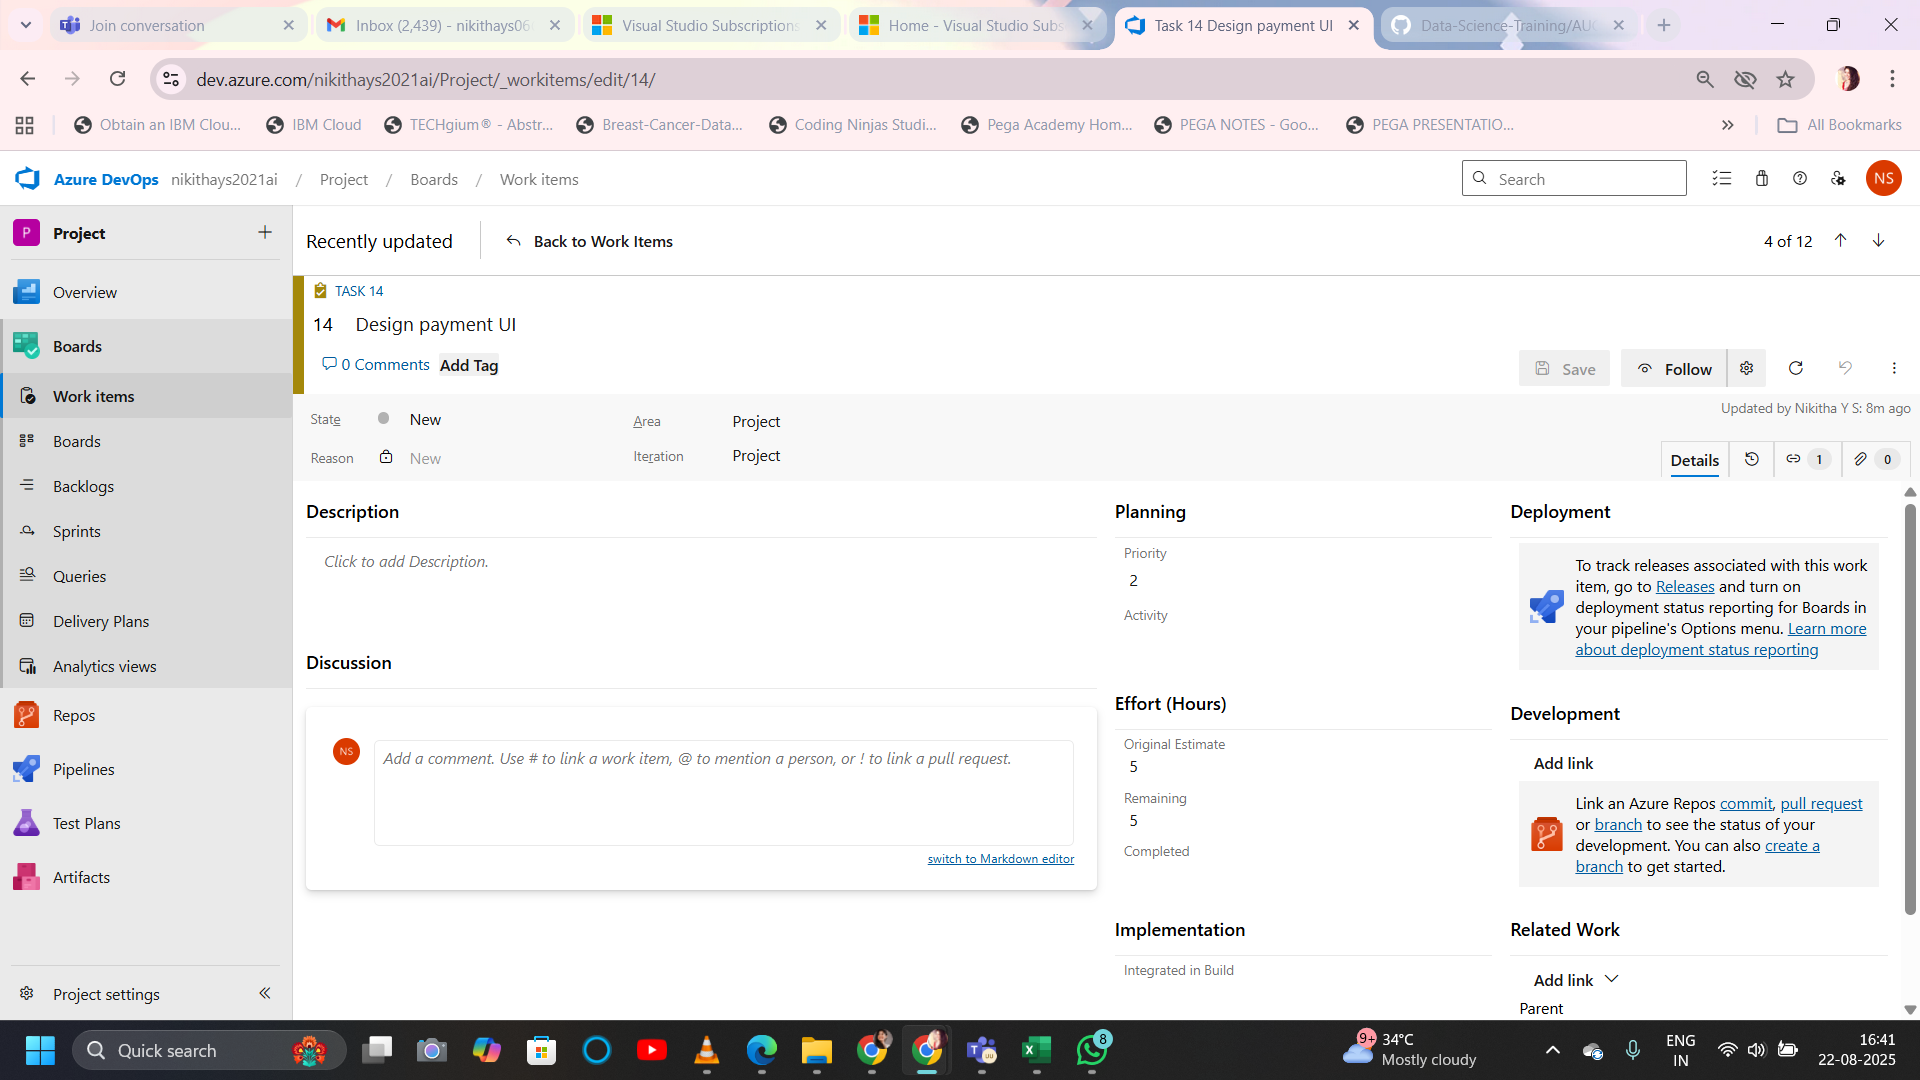 Join conversation
Inbox (2,439) - nikithays06
Visual Studio Subscriptions
Home - Visual Studio Subs
Task 14 Design payment UI
Data-Science-Training/AUG
dev.azure.com/nikithays2021ai/Project/_workitems/edit/14/
Obtain an IBM Clou...
IBM Cloud
TECHgium® - Abstr...
Breast-Cancer-Data...
Coding Ninjas Studi...
Pega Academy Hom...
PEGA NOTES - Goo...
PEGA PRESENTATIO...
All Bookmarks
Azure DevOps nikithays2021ai / Project / Boards / Work items
Search
NS
P Project
Overview
Boards
Work items
Boards
Backlogs
Sprints
Queries
Delivery Plans
Analytics views
Repos
Pipelines
Test Plans
Artifacts
Project settings
Recently updated
Back to Work Items
4 of 12
TASK 14
14 Design payment UI
0 Comments
Add Tag
Save
Follow
State New
Area Project
Updated by Nikitha Y S: 8m ago
Reason New
Iteration Project
Details
1
0
Description
Click to add Description.
Discussion
NS
Add a comment. Use # to link a work item, @ to mention a person, or ! to link a pull request.
switch to Markdown editor
Planning
Priority
2
Activity
Effort (Hours)
Original Estimate
5
Remaining
5
Completed
Implementation
Integrated in Build
Deployment
To track releases associated with this work
item, go to Releases and turn on
deployment status reporting for Boards in
your pipeline's Options menu. Learn more
about deployment status reporting
Development
Add link
Link an Azure Repos commit, pull request
or branch to see the status of your
development. You can also create a
branch to get started.
Related Work
Add link
Parent
Quick search
8
9+
34°C
Mostly cloudy
ENG
IN
16:41
22-08-2025